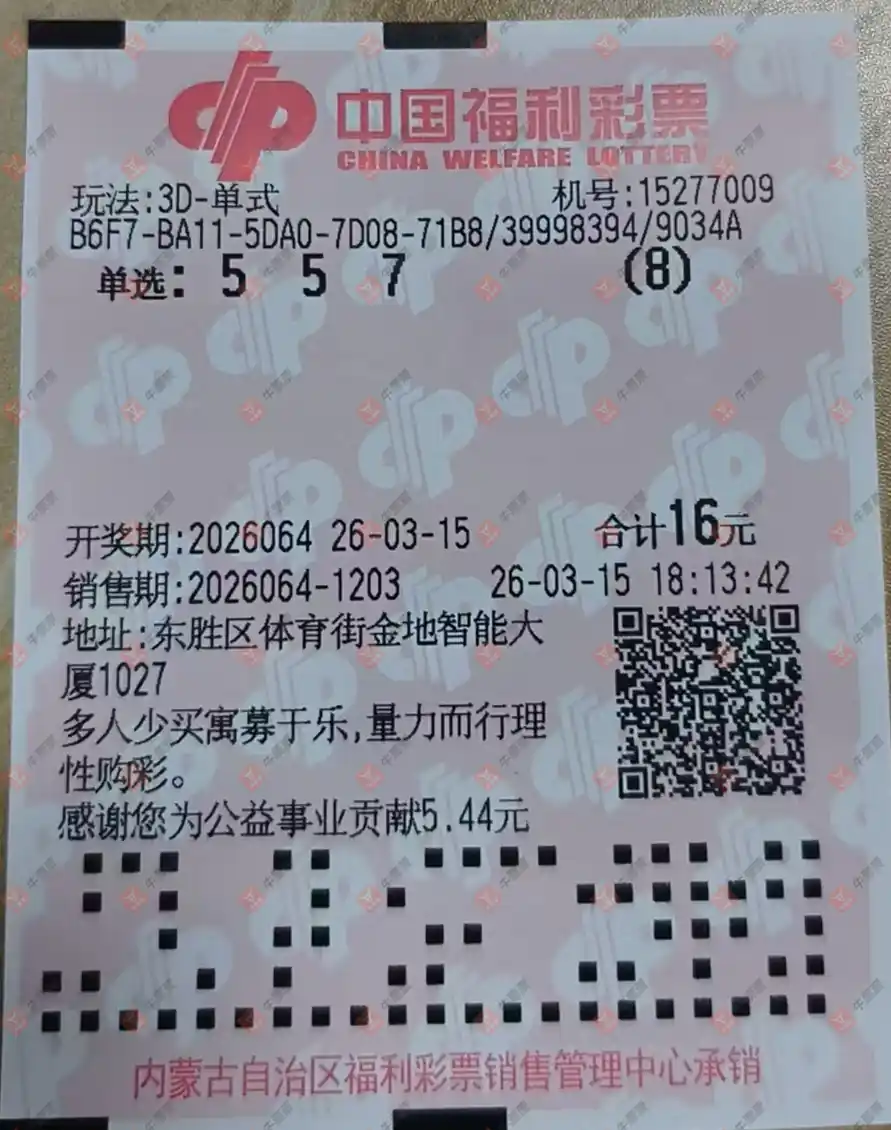 中国福利彩票
CHINA WELFARE LOTTERY
玩法:3D-单式 机号:15277009
B6F7-BA11-5DA0-7D08-71B8/39998394/9034A
单选: 5 5 7 (8)
开奖期:2026064 26-03-15 合计16元
销售期:2026064-1203 26-03-15 18:13:42
地址:东胜区体育街金地智能大
厦1027
多人少买寓募于乐,量力而行理
性购彩。
感谢您为公益事业贡献5.44元
内蒙古自治区福利彩票销售管理中心承销